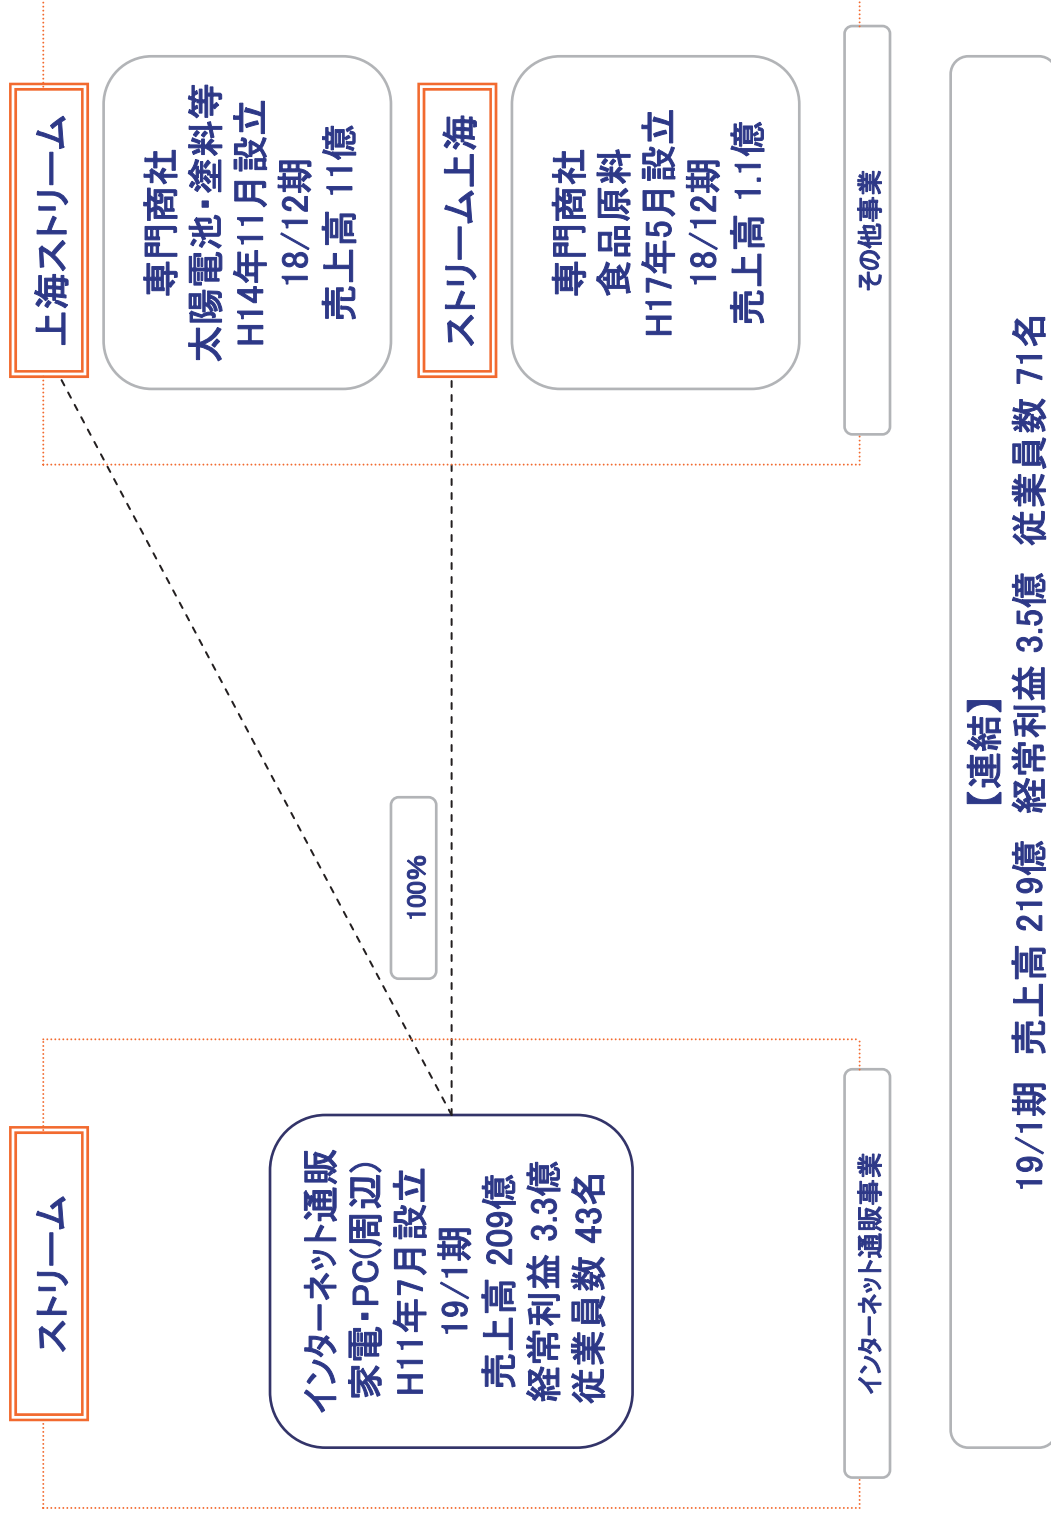 ストリーム
インターネット通販
家電・PC(周辺)
H11年7月設立
19/1期
売上高 209億
経常利益 3.3億
従業員数 43名
インターネット通販事業
100%
上海ストリーム
専門商社
太陽電池・塗料等
H14年11月設立
18/12期
売上高 11億
ストリーム上海
専門商社
食品原料
H17年5月設立
18/12期
売上高 1.1億
その他事業
【連結】
19/1期 売上高 219億 経常利益 3.5億 従業員数 71名